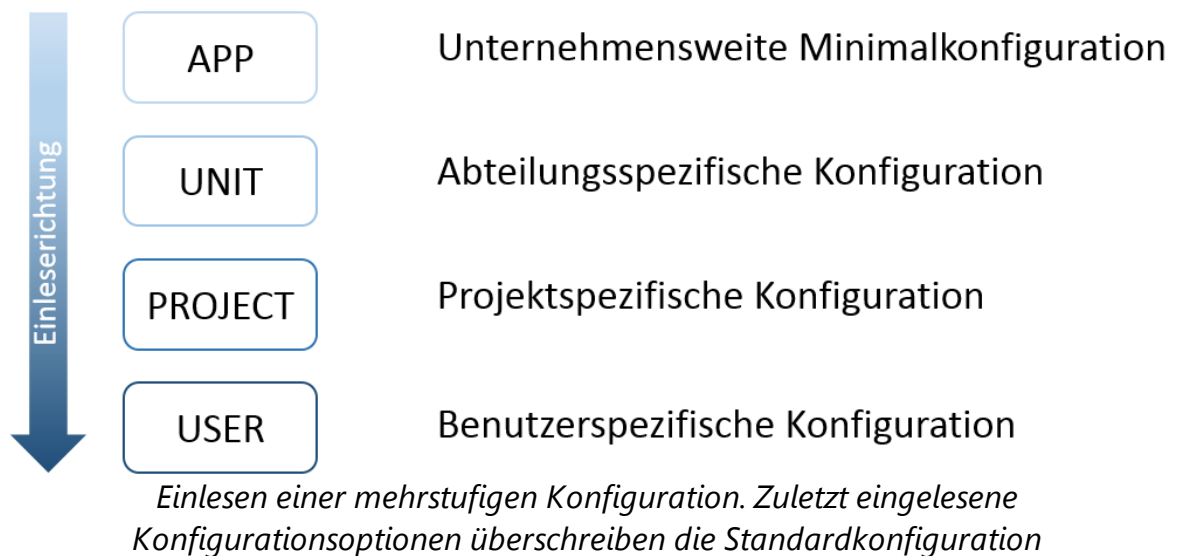 Einleserichtung
APP
Unternehmensweite Minimalkonfiguration
UNIT
Abteilungsspezifische Konfiguration
PROJECT
Projektspezifische Konfiguration
USER
Benutzerspezifische Konfiguration
Einlesen einer mehrstufigen Konfiguration. Zuletzt eingelesene
Konfigurationsoptionen überschreiben die Standardkonfiguration